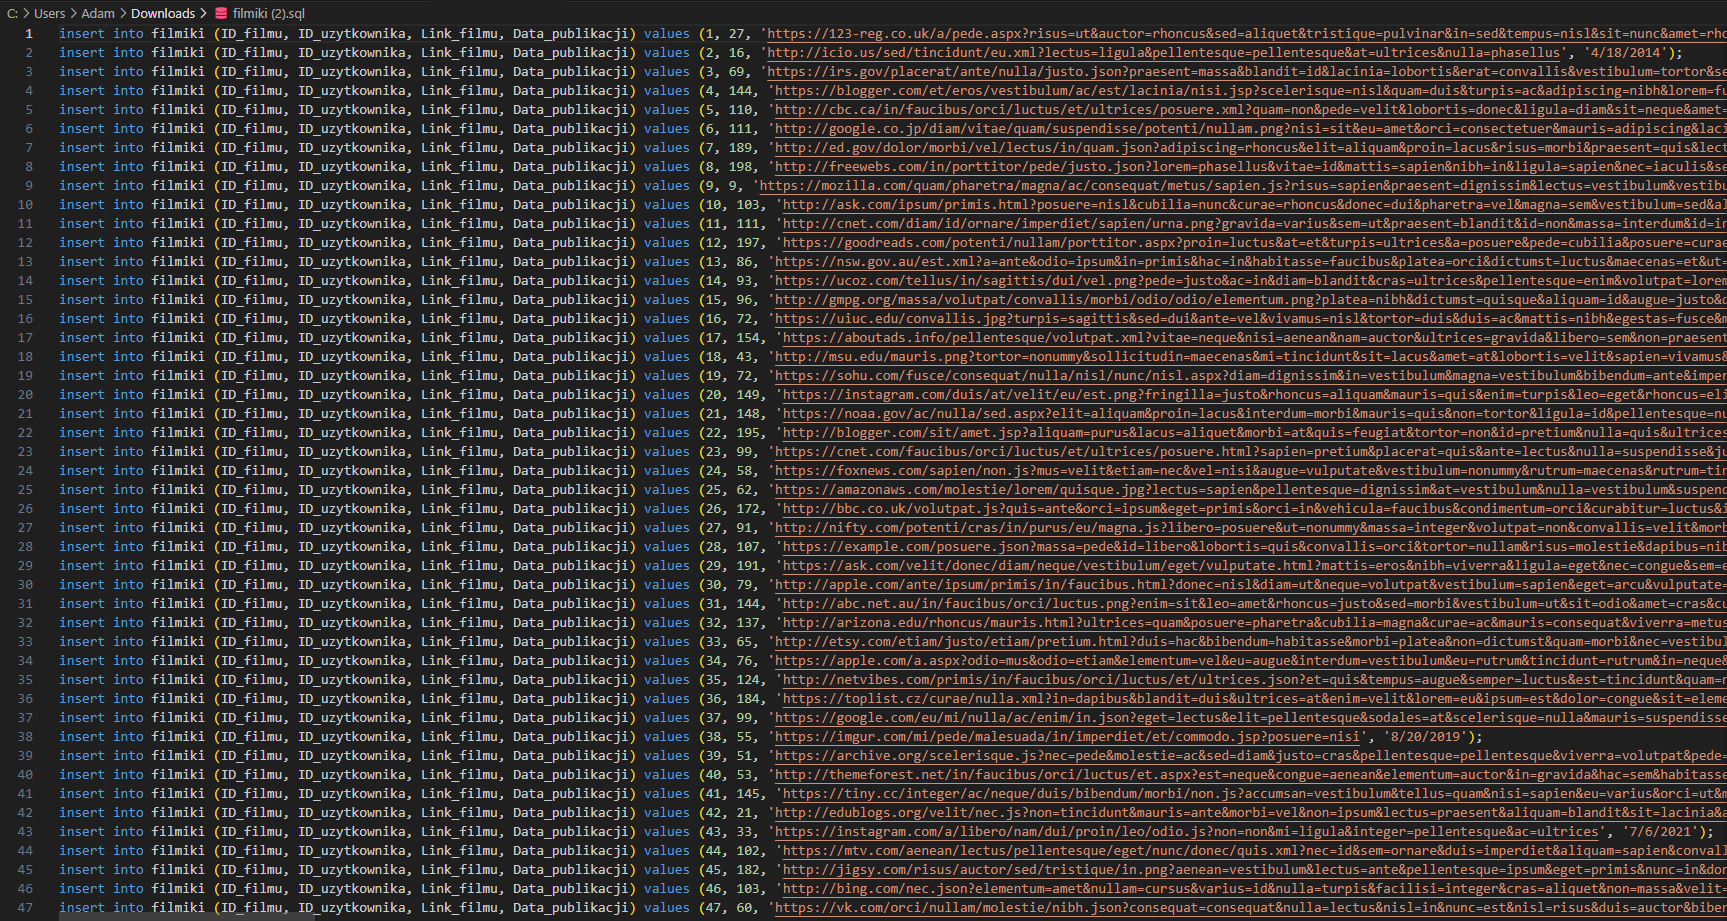 C: > Users > Adam > Downloads > filmiki (2).sql
1 insert into filmiki (ID_filmu, ID_uzytkownika, Link_filmu, Data_publikacji) values (1, 27, 'https://123-reg.co.uk/a/pede.aspx?risus=ut&auctor=rhoncus&sed=aliquet&tristique=pulvinar&in=sed&tempus=nisl&sit=nunc&amet=rho
2 insert into filmiki (ID_filmu, ID_uzytkownika, Link_filmu, Data_publikacji) values (2, 16, 'http://icio.us/sed/tincidunt/eu.xml?lectus=ligula&pellentesque=pellentesque&at=ultrices&nulla=phasellus', '4/18/2014');
3 insert into filmiki (ID_filmu, ID_uzytkownika, Link_filmu, Data_publikacji) values (3, 69, 'https://irs.gov/placerat/ante/nulla/justo.json?praesent=massa&blandit=id&lacinia=lobortis&erat=convallis&vestibulum=tortor&se
4 insert into filmiki (ID_filmu, ID_uzytkownika, Link_filmu, Data_publikacji) values (4, 144, 'https://blogger.com/et/eros/vestibulum/ac/est/lacinia/nisi.jsp?scelerisque=nisl&quam=duis&turpis=ac&adipiscing=nibh&lorem=fu
5 insert into filmiki (ID_filmu, ID_uzytkownika, Link_filmu, Data_publikacji) values (5, 110, 'http://cbc.ca/in/faucibus/orci/luctus/et/ultrices/posuere.xml?quam=non&pede=velit&lobortis=donec&ligula=diam&sit=neque&amet=
6 insert into filmiki (ID_filmu, ID_uzytkownika, Link_filmu, Data_publikacji) values (6, 111, 'http://google.co.jp/diam/vitae/quam/suspendisse/potenti/nullam.png?nisi=sit&eu=amet&orci=consectetuer&mauris=adipiscing&laci
7 insert into filmiki (ID_filmu, ID_uzytkownika, Link_filmu, Data_publikacji) values (7, 189, 'http://ed.gov/dolor/morbi/vel/lectus/in/quam.json?adipiscing=rhoncus&elit=aliquam&proin=lacus&risus=morbi&praesent=quis&lect
8 insert into filmiki (ID_filmu, ID_uzytkownika, Link_filmu, Data_publikacji) values (8, 198, 'http://freewebs.com/in/porttitor/pede/justo.json?lorem=phasellus&vitae=id&mattis=sapien&nibh=in&ligula=sapien&nec=iaculis&se
9 insert into filmiki (ID_filmu, ID_uzytkownika, Link_filmu, Data_publikacji) values (9, 9, 'https://mozilla.com/quam/pharetra/magna/ac/consequat/metus/sapien.js?risus=sapien&praesent=dignissim&lectus=vestibulum&vestibu
10 insert into filmiki (ID_filmu, ID_uzytkownika, Link_filmu, Data_publikacji) values (10, 103, 'http://ask.com/ipsum/primis.html?posuere=nisl&cubilia=nunc&curae=rhoncus&donec=dui&pharetra=vel&magna=sem&vestibulum=sed&al
11 insert into filmiki (ID_filmu, ID_uzytkownika, Link_filmu, Data_publikacji) values (11, 111, 'http://cnet.com/diam/id/ornare/imperdiet/sapien/urna.png?gravida=varius&sem=ut&praesent=blandit&id=non&massa=interdum&id=in
12 insert into filmiki (ID_filmu, ID_uzytkownika, Link_filmu, Data_publikacji) values (12, 197, 'https://goodreads.com/potenti/nullam/porttitor.aspx?proin=luctus&at=et&turpis=ultrices&a=posuere&pede=cubilia&posuere=curae
13 insert into filmiki (ID_filmu, ID_uzytkownika, Link_filmu, Data_publikacji) values (13, 86, 'https://nsw.gov.au/est.xml?a=ante&odio=ipsum&in=primis&hac=in&habitasse=faucibus&platea=orci&dictumst=luctus&maecenas=et&ut=
14 insert into filmiki (ID_filmu, ID_uzytkownika, Link_filmu, Data_publikacji) values (14, 93, 'https://ucoz.com/tellus/in/sagittis/dui/vel.png?pede=justo&ac=in&diam=blandit&cras=ultrices&pellentesque=enim&volutpat=lorem
15 insert into filmiki (ID_filmu, ID_uzytkownika, Link_filmu, Data_publikacji) values (15, 96, 'http://gmpg.org/massa/volutpat/convallis/morbi/odio/odio/elementum.png?platea=nibh&dictumst=quisque&aliquam=id&augue=justo&
16 insert into filmiki (ID_filmu, ID_uzytkownika, Link_filmu, Data_publikacji) values (16, 72, 'https://uiuc.edu/convallis.jpg?turpis=sagittis&sed=dui&ante=vel&vivamus=nisl&tortor=duis&duis=ac&mattis=nibh&egestas=fusce&m
17 insert into filmiki (ID_filmu, ID_uzytkownika, Link_filmu, Data_publikacji) values (17, 154, 'https://aboutads.info/pellentesque/volutpat.xml?vitae=neque&nisi=aenean&nam=auctor&ultrices=gravida&libero=sem&non=praesent
18 insert into filmiki (ID_filmu, ID_uzytkownika, Link_filmu, Data_publikacji) values (18, 43, 'http://msu.edu/mauris.png?tortor=nonummy&sollicitudin=maecenas&mi=tincidunt&sit=lacus&amet=at&lobortis=velit&sapien=vivamus&
19 insert into filmiki (ID_filmu, ID_uzytkownika, Link_filmu, Data_publikacji) values (19, 72, 'https://sohu.com/fusce/consequat/nulla/nisl/nunc/nisl.aspx?diam=dignissim&in=vestibulum&magna=vestibulum&bibendum=ante&imper
20 insert into filmiki (ID_filmu, ID_uzytkownika, Link_filmu, Data_publikacji) values (20, 149, 'https://instagram.com/duis/at/velit/eu/est.png?fringilla=justo&rhoncus=aliquam&mauris=quis&enim=turpis&leo=eget&rhoncus=eli
21 insert into filmiki (ID_filmu, ID_uzytkownika, Link_filmu, Data_publikacji) values (21, 148, 'https://noaa.gov/ac/nulla/sed.aspx?elit=aliquam&proin=lacus&interdum=morbi&mauris=quis&non=tortor&ligula=id&pellentesque=nu
22 insert into filmiki (ID_filmu, ID_uzytkownika, Link_filmu, Data_publikacji) values (22, 195, 'http://blogger.com/sit/amet.jsp?aliquam=purus&lacus=aliquet&morbi=at&quis=feugiat&tortor=non&id=pretium&nulla=quis&ultrices
23 insert into filmiki (ID_filmu, ID_uzytkownika, Link_filmu, Data_publikacji) values (23, 99, 'https://cnet.com/faucibus/orci/luctus/et/ultrices/posuere.html?sapien=pretium&placerat=quis&ante=lectus&nulla=suspendisse&ju
24 insert into filmiki (ID_filmu, ID_uzytkownika, Link_filmu, Data_publikacji) values (24, 58, 'https://foxnews.com/sapien/non.js?mus=velit&etiam=nec&vel=nisi&augue=vulputate&vestibulum=nonummy&rutrum=maecenas&rutrum=tin
25 insert into filmiki (ID_filmu, ID_uzytkownika, Link_filmu, Data_publikacji) values (25, 62, 'https://amazonaws.com/molestie/lorem/quisque.jpg?lectus=sapien&pellentesque=dignissim&at=vestibulum&nulla=vestibulum&suspend
26 insert into filmiki (ID_filmu, ID_uzytkownika, Link_filmu, Data_publikacji) values (26, 172, 'http://bbc.co.uk/volutpat.js?quis=ante&orci=ipsum&eget=primis&orci=in&vehicula=faucibus&condimentum=orci&curabitur=luctus&i
27 insert into filmiki (ID_filmu, ID_uzytkownika, Link_filmu, Data_publikacji) values (27, 91, 'http://nifty.com/potenti/cras/in/purus/eu/magna.js?libero=posuere&ut=nonummy&massa=integer&volutpat=non&convallis=velit&morb
28 insert into filmiki (ID_filmu, ID_uzytkownika, Link_filmu, Data_publikacji) values (28, 107, 'https://example.com/posuere.json?massa=pede&id=libero&lobortis=quis&convallis=orci&tortor=nullam&risus=molestie&dapibus=nib
29 insert into filmiki (ID_filmu, ID_uzytkownika, Link_filmu, Data_publikacji) values (29, 191, 'https://ask.com/velit/donec/diam/neque/vestibulum/eget/vulputate.html?mattis=eros&nibh=viverra&ligula=eget&nec=congue&sem=e
30 insert into filmiki (ID_filmu, ID_uzytkownika, Link_filmu, Data_publikacji) values (30, 79, 'http://apple.com/ante/ipsum/primis/in/faucibus.html?donec=nisl&diam=ut&neque=volutpat&vestibulum=sapien&eget=arcu&vulputate=
31 insert into filmiki (ID_filmu, ID_uzytkownika, Link_filmu, Data_publikacji) values (31, 144, 'http://abc.net.au/in/faucibus/orci/luctus.png?enim=sit&leo=amet&rhoncus=justo&sed=morbi&vestibulum=ut&sit=odio&amet=cras&cu
32 insert into filmiki (ID_filmu, ID_uzytkownika, Link_filmu, Data_publikacji) values (32, 137, 'http://arizona.edu/rhoncus/mauris.html?ultrices=quam&posuere=pharetra&cubilia=magna&curae=ac&mauris=consequat&viverra=metus
33 insert into filmiki (ID_filmu, ID_uzytkownika, Link_filmu, Data_publikacji) values (33, 65, 'http://etsy.com/etiam/justo/etiam/pretium.html?duis=hac&bibendum=habitasse&morbi=platea&non=dictumst&quam=morbi&nec=vestibul
34 insert into filmiki (ID_filmu, ID_uzytkownika, Link_filmu, Data_publikacji) values (34, 76, 'https://apple.com/a.aspx?odio=mus&odio=etiam&elementum=vel&eu=augue&interdum=vestibulum&eu=rutrum&tincidunt=rutrum&in=neque&
35 insert into filmiki (ID_filmu, ID_uzytkownika, Link_filmu, Data_publikacji) values (35, 124, 'http://netvibes.com/primis/in/faucibus/orci/luctus/et/ultrices.json?et=quis&tempus=augue&semper=luctus&est=tincidunt&quam=n
36 insert into filmiki (ID_filmu, ID_uzytkownika, Link_filmu, Data_publikacji) values (36, 184, 'https://toplist.cz/curae/nulla.xml?in=dapibus&blandit=duis&ultrices=at&enim=velit&lorem=eu&ipsum=est&dolor=congue&sit=eleme
37 insert into filmiki (ID_filmu, ID_uzytkownika, Link_filmu, Data_publikacji) values (37, 99, 'https://google.com/eu/mi/nulla/ac/enim/in.json?eget=lectus&elit=pellentesque&sodales=at&scelerisque=nulla&mauris=suspendisse
38 insert into filmiki (ID_filmu, ID_uzytkownika, Link_filmu, Data_publikacji) values (38, 55, 'https://imgur.com/mi/pede/malesuada/in/imperdiet/et/commodo.jsp?posuere=nisi', '8/20/2019');
39 insert into filmiki (ID_filmu, ID_uzytkownika, Link_filmu, Data_publikacji) values (39, 51, 'https://archive.org/scelerisque.js?nec=pede&molestie=ac&sed=diam&justo=cras&pellentesque=pellentesque&viverra=volutpat&pede=
40 insert into filmiki (ID_filmu, ID_uzytkownika, Link_filmu, Data_publikacji) values (40, 53, 'http://themeforest.net/in/faucibus/orci/luctus/et.aspx?est=neque&congue=aenean&elementum=auctor&in=gravida&hac=sem&habitasse
41 insert into filmiki (ID_filmu, ID_uzytkownika, Link_filmu, Data_publikacji) values (41, 145, 'https://tiny.cc/integer/ac/neque/duis/bibendum/morbi/non.js?accumsan=vestibulum&tellus=quam&nisi=sapien&eu=varius&orci=ut&m
42 insert into filmiki (ID_filmu, ID_uzytkownika, Link_filmu, Data_publikacji) values (42, 21, 'http://edublogs.org/velit/nec.js?non=tincidunt&mauris=ante&morbi=vel&non=ipsum&lectus=praesent&aliquam=blandit&sit=lacinia&a
43 insert into filmiki (ID_filmu, ID_uzytkownika, Link_filmu, Data_publikacji) values (43, 33, 'https://instagram.com/a/libero/nam/dui/proin/leo/odio.js?non=non&mi=ligula&integer=pellentesque&ac=ultrices', '7/6/2021');
44 insert into filmiki (ID_filmu, ID_uzytkownika, Link_filmu, Data_publikacji) values (44, 102, 'https://mtv.com/aenean/lectus/pellentesque/eget/nunc/donec/quis.xml?nec=id&sem=ornare&duis=imperdiet&aliquam=sapien&convall
45 insert into filmiki (ID_filmu, ID_uzytkownika, Link_filmu, Data_publikacji) values (45, 182, 'http://jigsy.com/risus/auctor/sed/tristique/in.png?aenean=vestibulum&lectus=ante&pellentesque=ipsum&eget=primis&nunc=in&don
46 insert into filmiki (ID_filmu, ID_uzytkownika, Link_filmu, Data_publikacji) values (46, 103, 'http://bing.com/nec.json?elementum=amet&nullam=cursus&varius=id&nulla=turpis&facilisi=integer&cras=aliquet&non=massa&velit=
47 insert into filmiki (ID_filmu, ID_uzytkownika, Link_filmu, Data_publikacji) values (47, 60, 'https://vk.com/orci/nullam/molestie/nibh.json?consequat=consequat&nulla=lectus&nisl=in&nunc=est&nisl=risus&duis=auctor&biber